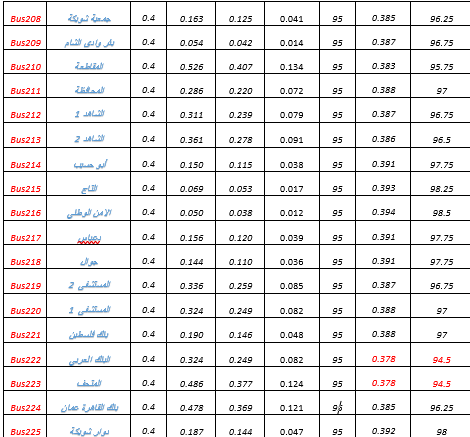 Bus208 جمعية شويكة 0.4 0.163 0.125 0.041 95 0.385 96.25
Bus209 بئر وادي الشام 0.4 0.054 0.042 0.014 95 0.387 96.75
Bus210 المقاطعة 0.4 0.526 0.407 0.134 95 0.383 95.75
Bus211 المحافظة 0.4 0.286 0.220 0.072 95 0.388 97
Bus212 الشاهد 1 0.4 0.311 0.239 0.079 95 0.387 96.75
Bus213 الشاهد 2 0.4 0.361 0.278 0.091 95 0.386 96.5
Bus214 أبو حسيب 0.4 0.150 0.115 0.038 95 0.391 97.75
Bus215 التاج 0.4 0.069 0.053 0.017 95 0.393 98.25
Bus216 الامن الوطني 0.4 0.050 0.038 0.012 95 0.394 98.5
Bus217 0.4 0.156 0.120 0.039 95 0.391 97.75
Bus218 جوال 0.4 0.144 0.110 0.036 95 0.391 97.75
Bus219 المستشفى 2 0.4 0.336 0.259 0.085 95 0.387 96.75
Bus220 المستشفى 1 0.4 0.324 0.249 0.082 95 0.388 97
Bus221 بنك فلسطين 0.4 0.190 0.146 0.048 95 0.388 97
Bus222 البنك العربي 0.4 0.324 0.249 0.082 95 0.378 94.5
Bus223 المتحف 0.4 0.486 0.377 0.124 95 0.378 94.5
Bus224 بنك القاهرة عمان 0.4 0.478 0.369 0.121 95 0.385 96.25
Bus225 دوار شويكة 0.4 0.187 0.144 0.047 95 0.392 98